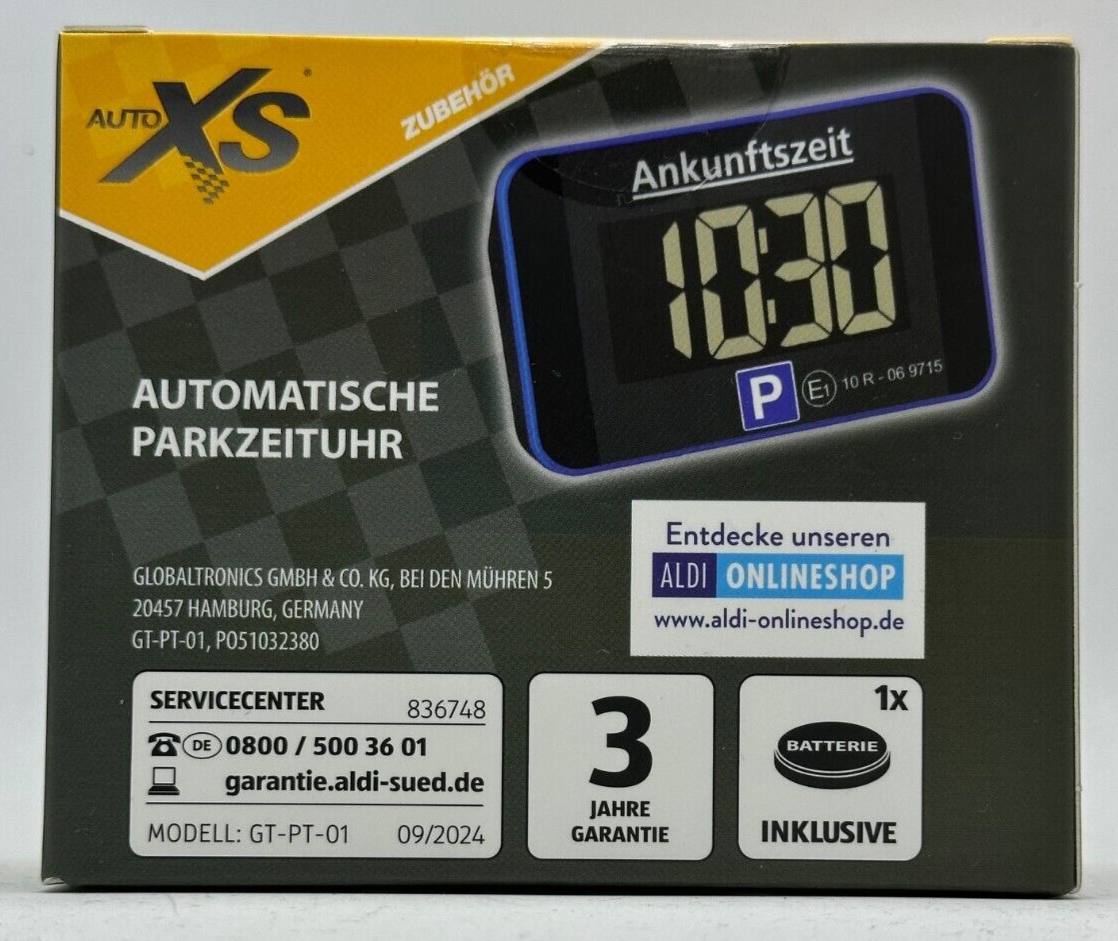 AUTO XS
ZUBEHÖR
Ankunftszeit
10:30
P E1 10 R - 06 9715
AUTOMATISCHE
PARKZEITUHR
Entdecke unseren
ALDI ONLINESHOP
www.aldi-onlineshop.de
GLOBALTRONICS GMBH & CO. KG, BEI DEN MÜHREN 5
20457 HAMBURG, GERMANY
GT-PT-01, PO51032380
SERVICECENTER 836748
DE 0800 / 500 36 01
garantie.aldi-sued.de
MODELL: GT-PT-01 09/2024
3
JAHRE
GARANTIE
1x
BATTERIE
INKLUSIVE